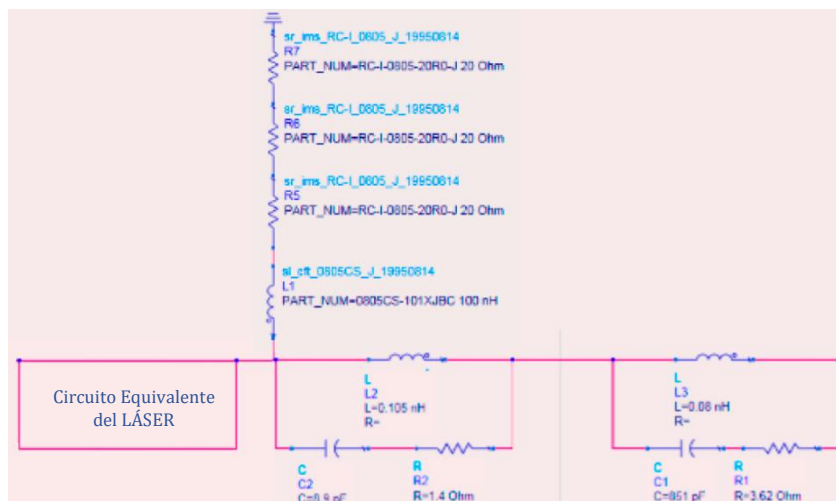 sr_ims_RC-I_0805_J_19950814
R7
PART_NUM=RC-I-0805-20R0-J 20 Ohm
sr_ims_RC-I_0805_J_19950814
R6
PART_NUM=RC-I-0805-20R0-J 20 Ohm
sr_ims_RC-I_0805_J_19950814
R5
PART_NUM=RC-I-0805-20R0-J 20 Ohm
sl_cft_0805CS_J_19950814
L1
PART_NUM=0805CS-101XJBC 100 nH
Circuito Equivalente
del LÁSER
L
L2
L=0.105 nH
R=
C
C2
C=8.9 pF
R
R2
R=1.4 Ohm
L
L3
L=0.08 nH
R=
C
C1
C=851 pF
R
R1
R=3.62 Ohm